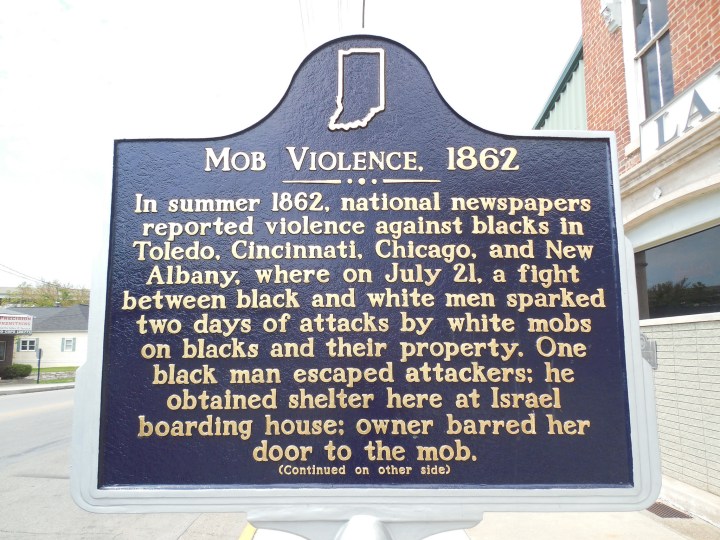 MOB VIOLENCE, 1862
In summer 1862, national newspapers
reported violence against blacks in
Toledo, Cincinnati, Chicago, and New
Albany, where on July 21, a fight
between black and white men sparked
two days of attacks by white mobs
on blacks and their property. One
black man escaped attackers; he
obtained shelter here at Israel
boarding house; owner barred her
door to the mob.
(Continued on other side)
LA